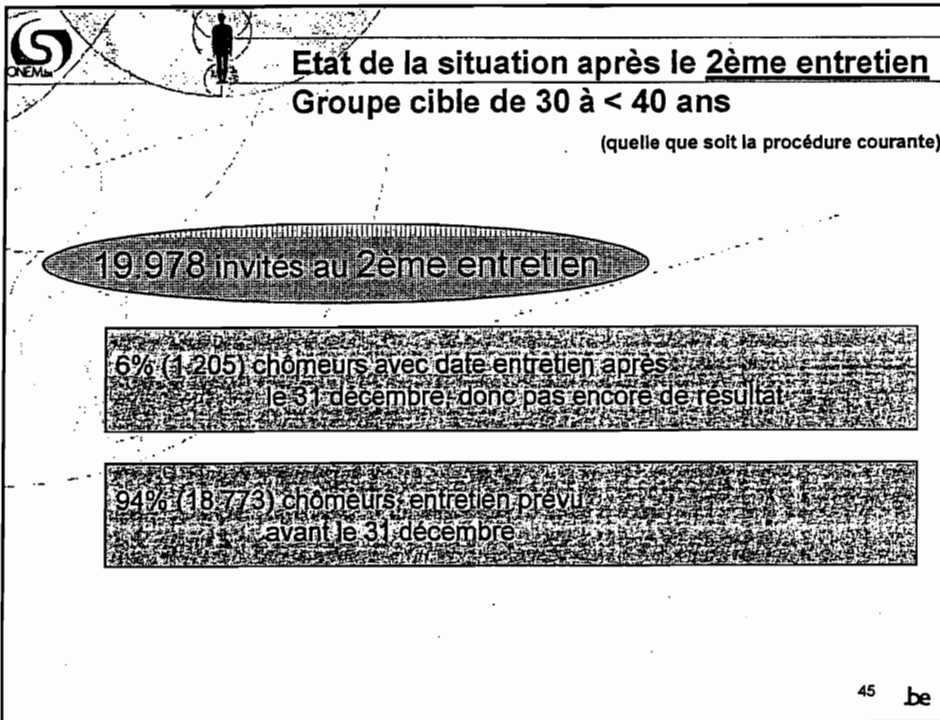 ONEM.be
Etat de la situation après le 2ème entretien
Groupe cible de 30 à < 40 ans
(quelle que soit la procédure courante)
19.978 invités au 2ème entretien
6% (1.205) chômeurs avec date entretien après
le 31 décembre, donc pas encore de résultat
94% (18.773) chômeurs, entretien prévu
avant le 31 décembre
45 .be